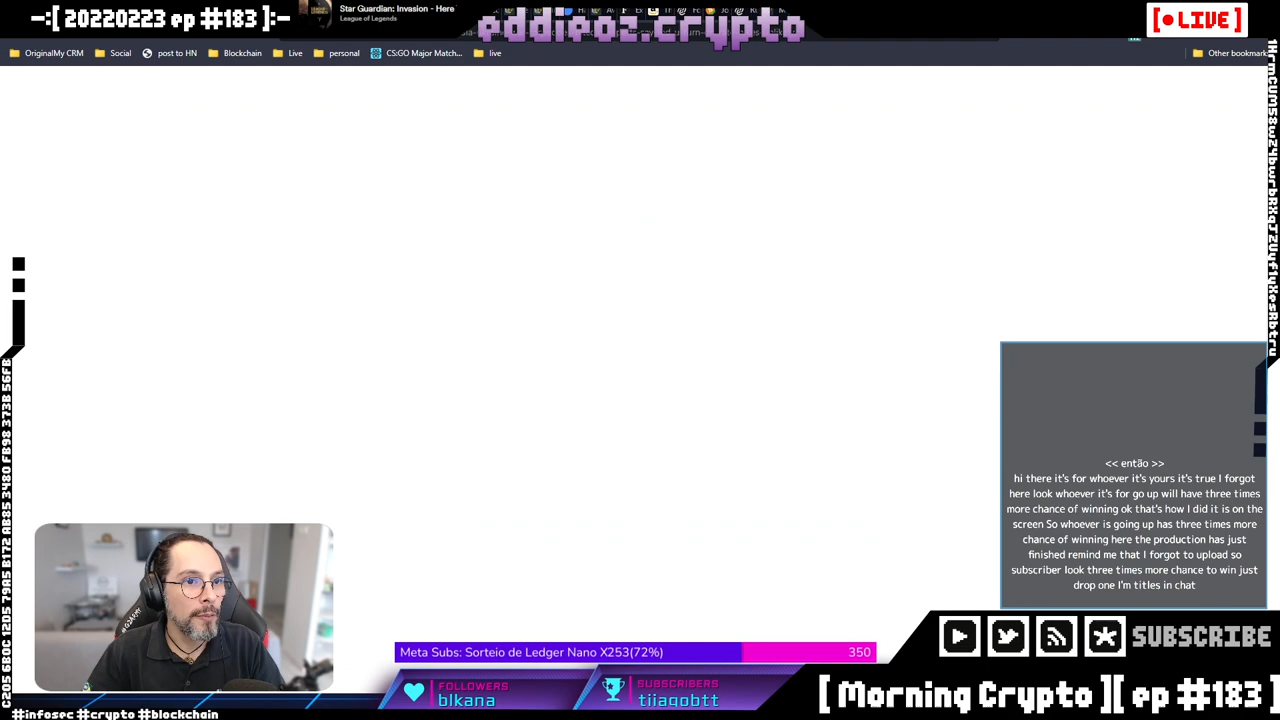 -:[ 20220223 ep #183 ]:-
Star Guardian: Invasion - Here
League of Legends
eddieoz.crypto
[ • LIVE ]
OriginalMy CRM
Social
post to HN
Blockchain
Live
personal
CS:GO Major Match...
live
Other bookmark
<< então >>
hi there it's for whoever it's yours it's true I forgot
here look whoever it's for go up will have three times
more chance of winning ok that's how I did it is on the
screen So whoever is going up has three times more
chance of winning here the production has just
finished remind me that I forgot to upload so
subscriber look three times more chance to win just
drop one I'm titles in chat
SUBSCRIBE
Meta Subs: Sorteio de Ledger Nano X253(72%)
350
FOLLOWERS
blkana
SUBSCRIBERS
tiiagobtt
[ Morning Crypto ][ ep #183 ]
#infosec #crypto #blockchain